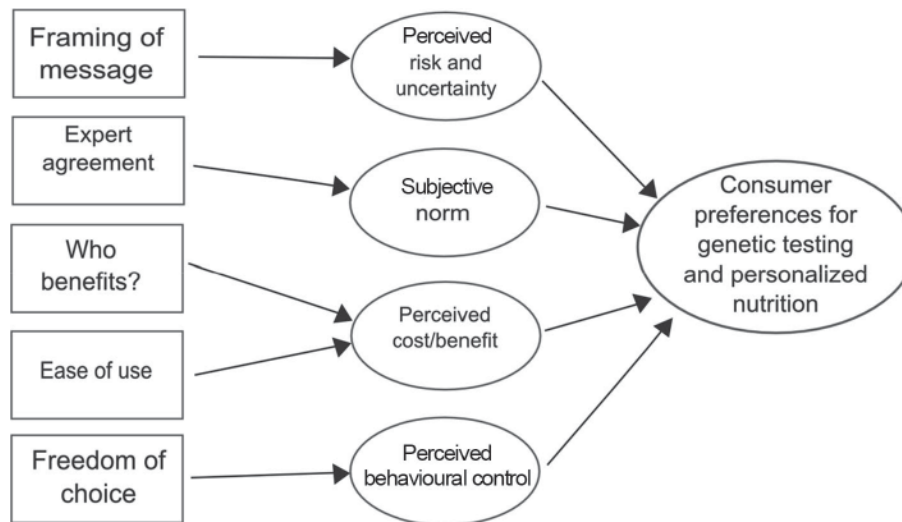 Framing of
message
Expert
agreement
Who
benefits?
Ease of use
Freedom of
choice
Perceived
risk and
uncertainty
Subjective
norm
Perceived
cost/benefit
Perceived
behavioural control
Consumer
preferences for
genetic testing
and personalized
nutrition